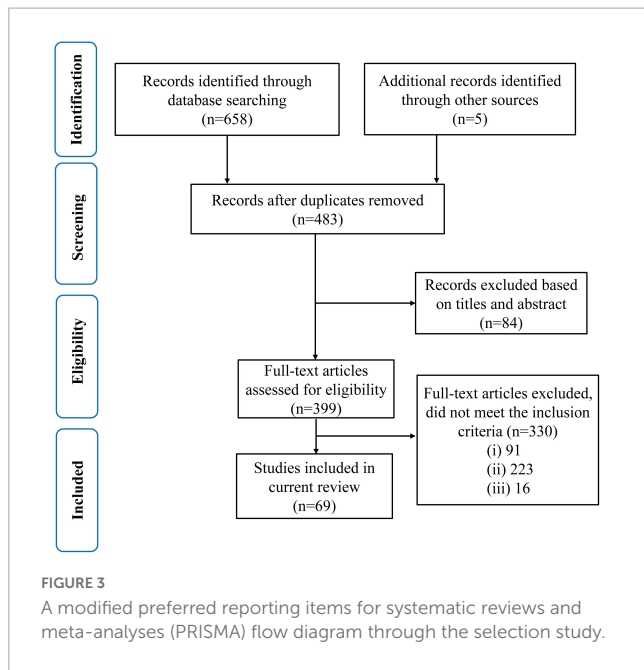 Identification
Records identified through
database searching
(n=658)
Additional records identified
through other sources
(n=5)
Screening
Records after duplicates removed
(n=483)
Records excluded based
on titles and abstract
(n=84)
Eligibility
Full-text articles
assessed for eligibility
(n=399)
Full-text articles excluded,
did not meet the inclusion
criteria (n=330)
(i) 91
(ii) 223
(iii) 16
Included
Studies included in
current review
(n=69)
FIGURE 3
A modified preferred reporting items for systematic reviews and
meta-analyses (PRISMA) flow diagram through the selection study.